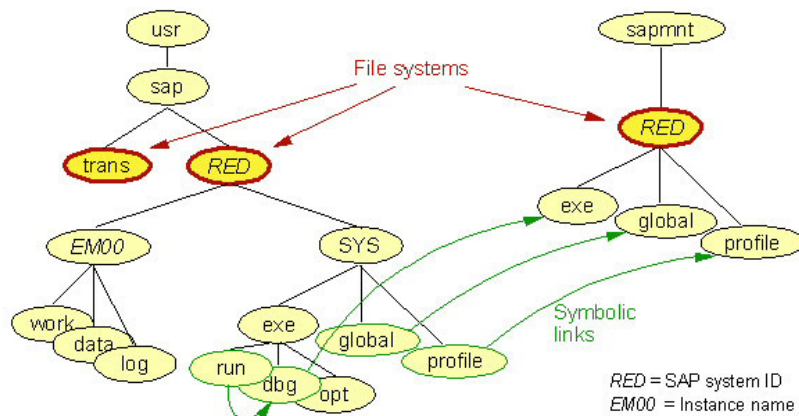 usr
sapmnt
File systems
sap
trans
RED
RED
exe
global
profile
EM00
SYS
work
data
log
exe
global
profile
run
dbg
opt
Symbolic
links
RED = SAP system ID
EM00 = Instance name